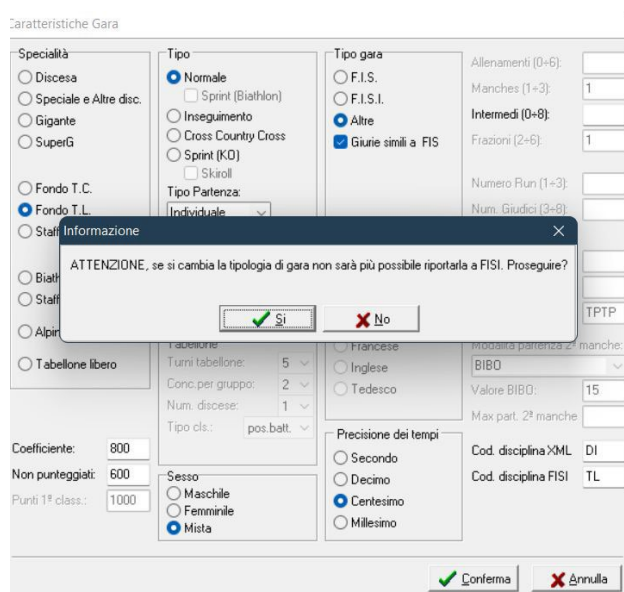 Caratteristiche Gara
Specialità
Discesa
Speciale e Altre disc.
Gigante
SuperG
Fondo T.C.
Fondo T.L.
Staff
Biath
Staff
Alpin
Tabellone libero
Coefficiente: 800
Non punteggiati: 600
Punti 1ª class.: 1000
Tipo
Normale
Sprint (Biathlon)
Inseguimento
Cross Country Cross
Sprint (KO)
Skiroll
Tipo Partenza:
Individuale
Tipo gara
F.I.S.
F.I.S.I.
Altre
Giurie simili a FIS
Allenamenti (0÷6):
Manches (1÷3): 1
Intermedi (0÷8):
Frazioni (2÷6): 1
Numero Run (1÷3):
Num. Giudici (3÷8):
Informazione
ATTENZIONE, se si cambia la tipologia di gara non sarà più possibile riportarla a FISI. Proseguire?
Sì
No
Tabellone
Turni tabellone: 5
Conc.per gruppo: 2
Num. discese: 1
Tipo cls.: pos.batt.
Sesso
Maschile
Femminile
Mista
Francese
Inglese
Tedesco
Precisione dei tempi
Secondo
Decimo
Centesimo
Millesimo
TPTP
Modalità partenza 2ª manche:
BIBO
Valore BIBO: 15
Max part. 2ª manche
Cod. disciplina XML DI
Cod. disciplina FISI TL
Conferma
Annulla